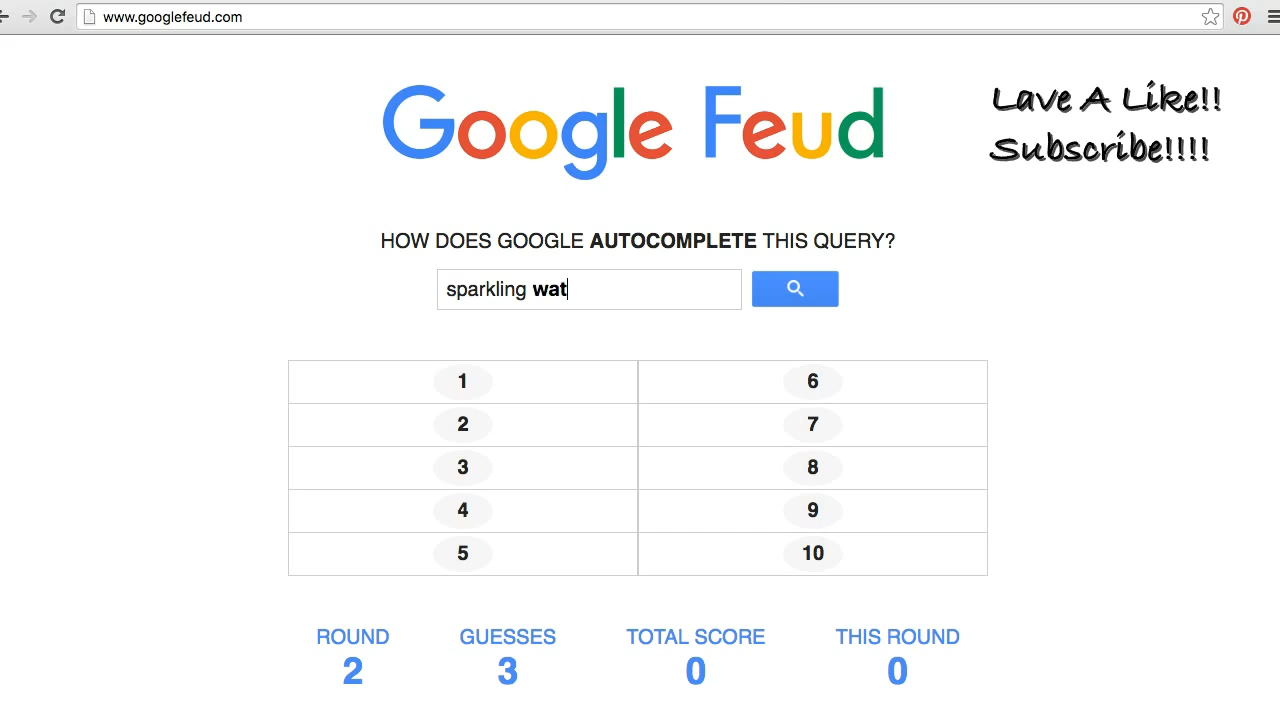 www.googlefeud.com
Google Feud
Lave A Like!!
Subscribe!!!!
HOW DOES GOOGLE AUTOCOMPLETE THIS QUERY?
sparkling wat
1
6
2
7
3
8
4
9
5
10
ROUND GUESSES TOTAL SCORE THIS ROUND
2 3 0 0